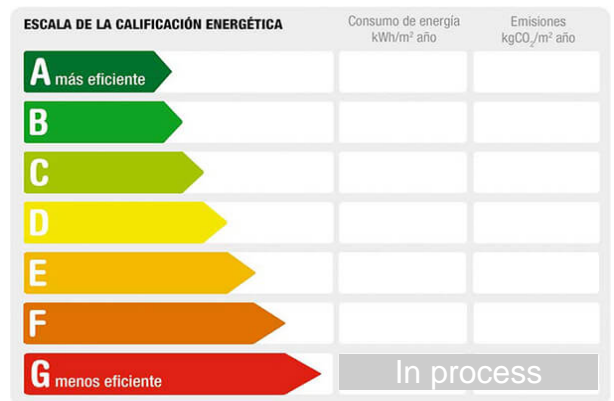 ESCALA DE LA CALIFICACIÓN ENERGÉTICA
Consumo de energía
kWh/m² año
Emisiones
kgCO₂/m² año
A más eficiente
B
C
D
E
F
G menos eficiente
In process